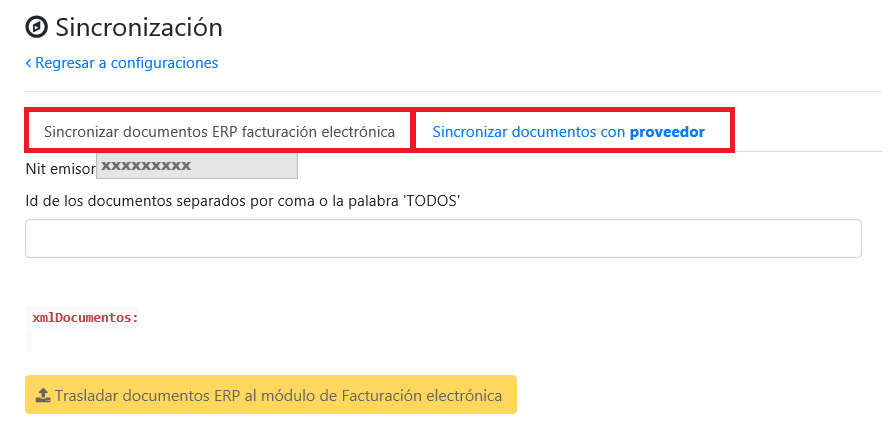 Sincronización
‹ Regresar a configuraciones
Sincronizar documentos ERP facturación electrónica
Sincronizar documentos con proveedor
Nit emisor xxxxxxxxx
Id de los documentos separados por coma o la palabra 'TODOS'
xmlDocumentos:
Trasladar documentos ERP al módulo de Facturación electrónica